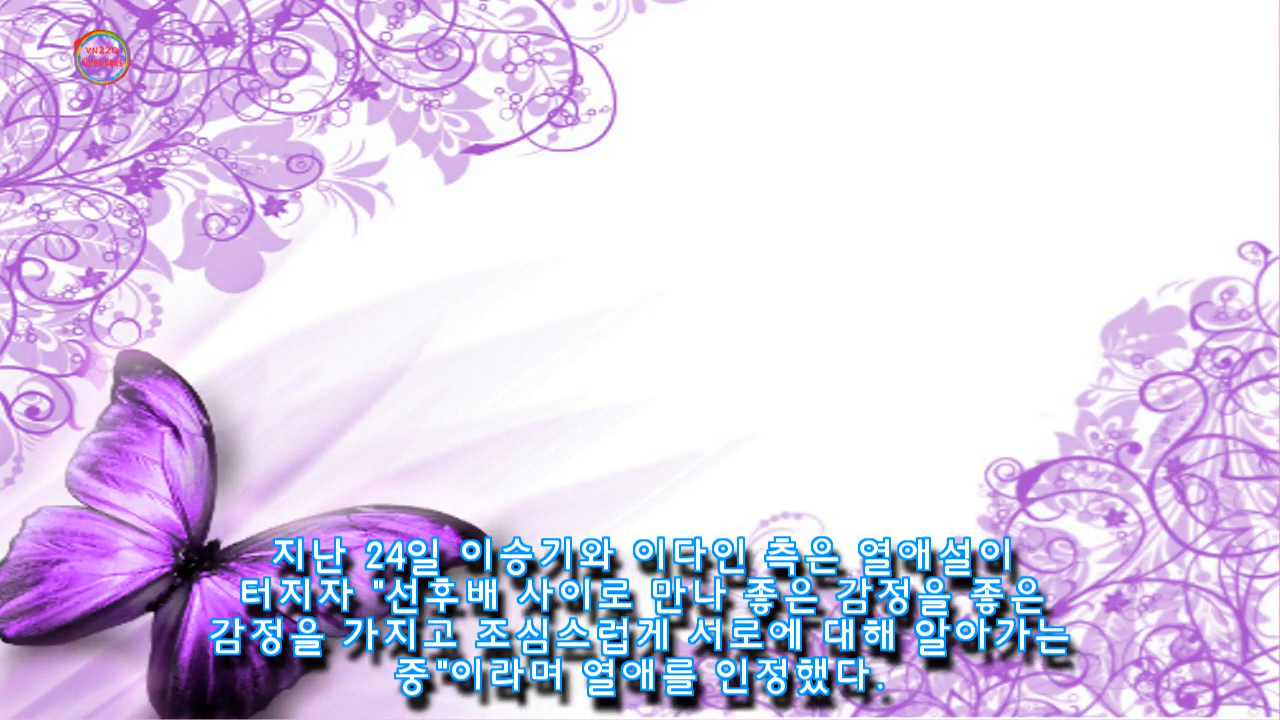 지난 24일 이승기와 이다인 측은 열애설이
터지자 "선후배 사이로 만나 좋은 감정을 좋은
감정을 가지고 조심스럽게 서로에 대해 알아가는
중"이라며 열애를 인정했다.